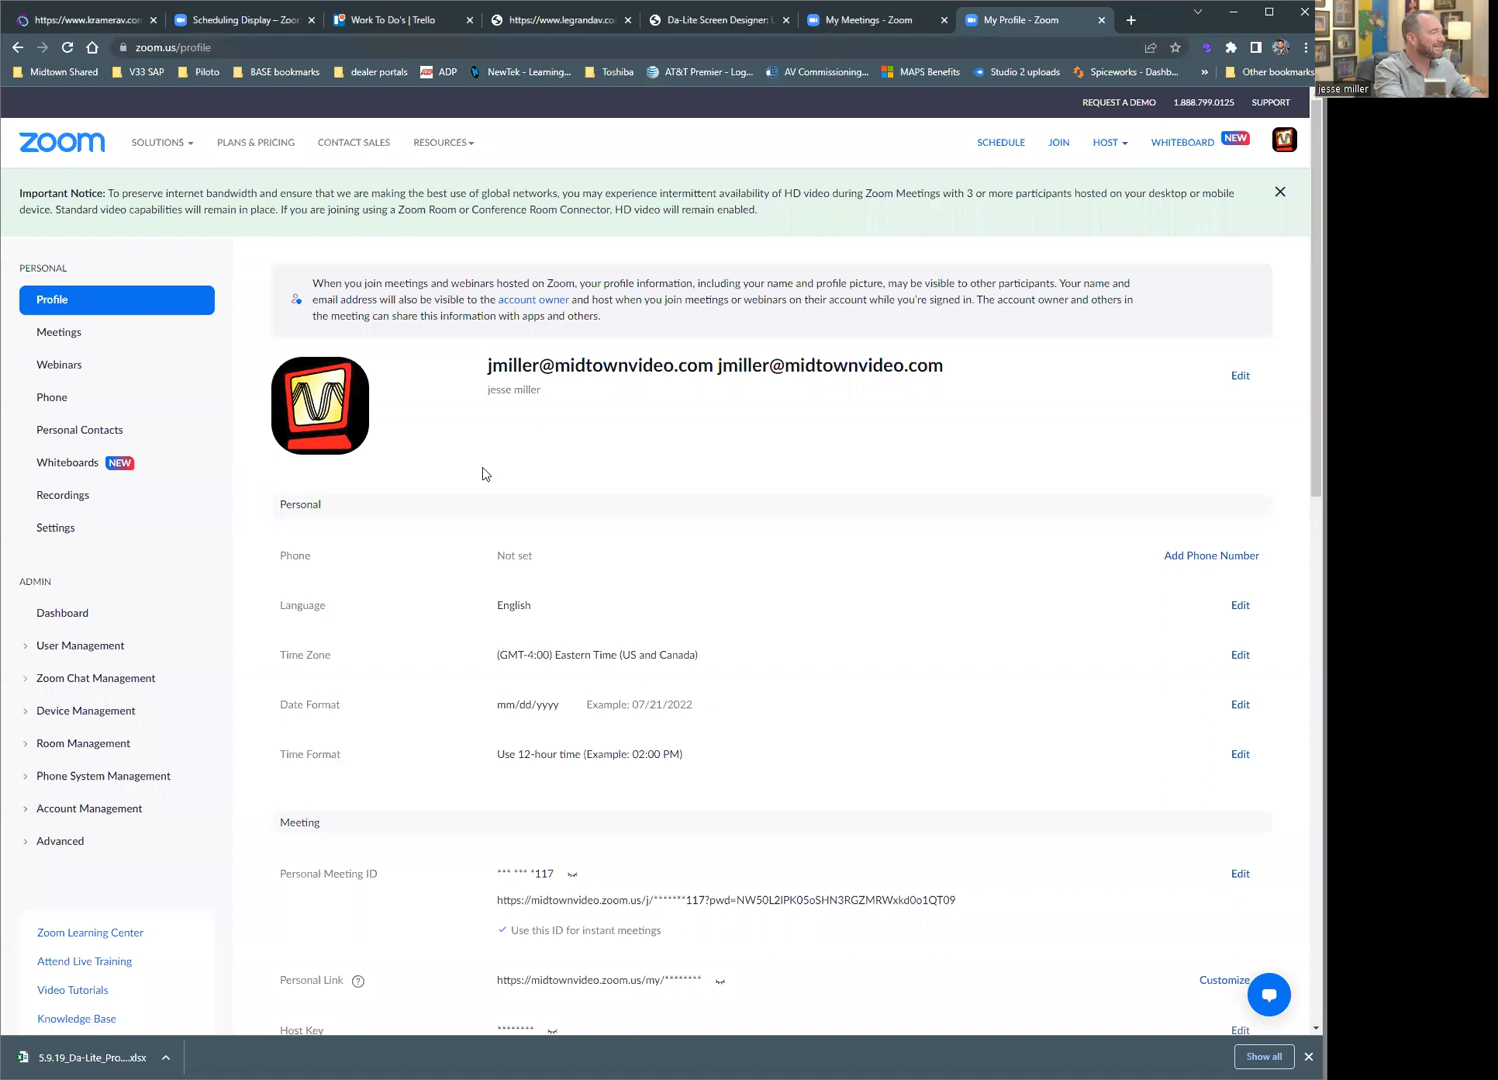 https://www.kramerav.con
Scheduling Display – Zoor
Work To Do's | Trello
https://www.legrandav.co
Da-Lite Screen Designer:
My Meetings - Zoom
My Profile - Zoom
zoom.us/profile
Midtown Shared
V33 SAP
Piloto
BASE bookmarks
dealer portals
ADP
NewTek - Learning...
Toshiba
AT&T Premier - Log...
AV Commissioning...
MAPS Benefits
Studio 2 uploads
Spiceworks - Dashb...
»
Other bookmarks
jesse miller
REQUEST A DEMO 1.888.799.0125 SUPPORT
zoom
SOLUTIONS
PLANS & PRICING
CONTACT SALES
RESOURCES
SCHEDULE
JOIN
HOST
WHITEBOARD NEW
Important Notice: To preserve internet bandwidth and ensure that we are making the best use of global networks, you may experience intermittent availability of HD video during Zoom Meetings with 3 or more participants hosted on your desktop or mobile
device. Standard video capabilities will remain in place. If you are joining using a Zoom Room or Conference Room Connector, HD video will remain enabled.
PERSONAL
Profile
Meetings
Webinars
Phone
Personal Contacts
Whiteboards NEW
Recordings
Settings
ADMIN
Dashboard
User Management
Zoom Chat Management
Device Management
Room Management
Phone System Management
Account Management
Advanced
Zoom Learning Center
Attend Live Training
Video Tutorials
Knowledge Base
When you join meetings and webinars hosted on Zoom, your profile information, including your name and profile picture, may be visible to other participants. Your name and
email address will also be visible to the account owner and host when you join meetings or webinars on their account while you're signed in. The account owner and others in
the meeting can share this information with apps and others.
jmiller@midtownvideo.com jmiller@midtownvideo.com
jesse miller
Edit
Personal
Phone Not set Add Phone Number
Language English Edit
Time Zone (GMT-4:00) Eastern Time (US and Canada) Edit
Date Format mm/dd/yyyy Example: 07/21/2022 Edit
Time Format Use 12-hour time (Example: 02:00 PM) Edit
Meeting
Personal Meeting ID *** *** *117 Edit
https://midtownvideo.zoom.us/j/*******117?pwd=NW50L2lPK05oSHN3RGZMRWxkd0o1QT09
Use this ID for instant meetings
Personal Link https://midtownvideo.zoom.us/my/******** Customize
Host Key ******** Edit
5.9.19_Da-Lite_Pro....xlsx
Show all